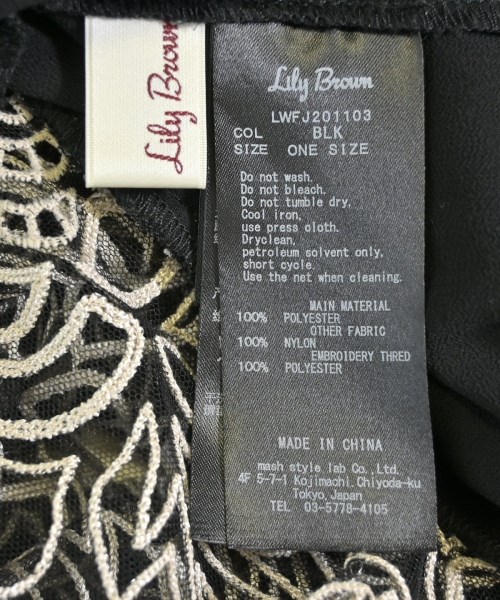 Lily Brown
Lily Brown
LWFJ201103
COL BLK
SIZE ONE SIZE
Do not wash.
Do not bleach.
Do not tumble dry,
Cool iron,
use press cloth.
Dryclean,
petroleum solvent only,
short cycle.
Use the net when cleaning.
MAIN MATERIAL
100% POLYESTER
OTHER FABRIC
100% NYLON
EMBROIDERY THRED
100% POLYESTER
MADE IN CHINA
mash style lab Co.,Ltd.
4F 5-7-1 Kojimachi,Chiyoda-ku
Tokyo,Japan
TEL 03-5778-4105